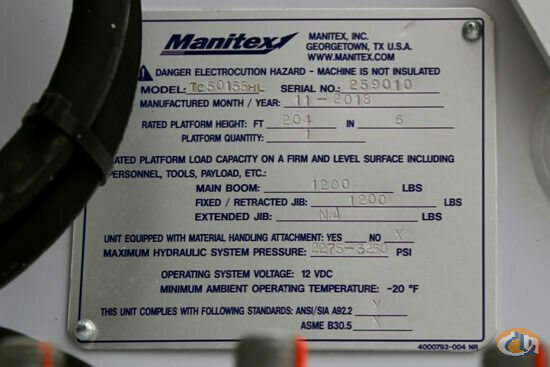 Manitex
MANITEX, INC.
GEORGETOWN, TX U.S.A.
WWW.MANITEX.COM
DANGER ELECTROCUTION HAZARD - MACHINE IS NOT INSULATED
MODEL: TC50155HL SERIAL NO.: 259010
MANUFACTURED MONTH / YEAR: 11-2018
RATED PLATFORM HEIGHT: FT 204 IN 6
PLATFORM QUANTITY: 1
RATED PLATFORM LOAD CAPACITY ON A FIRM AND LEVEL SURFACE INCLUDING
PERSONNEL, TOOLS, PAYLOAD, ETC.:
MAIN BOOM: 1200 LBS
FIXED / RETRACTED JIB: 1200 LBS
EXTENDED JIB: NA LBS
UNIT EQUIPPED WITH MATERIAL HANDLING ATTACHMENT: YES NO X
MAXIMUM HYDRAULIC SYSTEM PRESSURE: 2275-3250 PSI
OPERATING SYSTEM VOLTAGE: 12 VDC
MINIMUM AMBIENT OPERATING TEMPERATURE: -20 °F
THIS UNIT COMPLIES WITH FOLLOWING STANDARDS: ANSI/SIA A92.2 X
ASME B30.5 X
4000793-004 NR